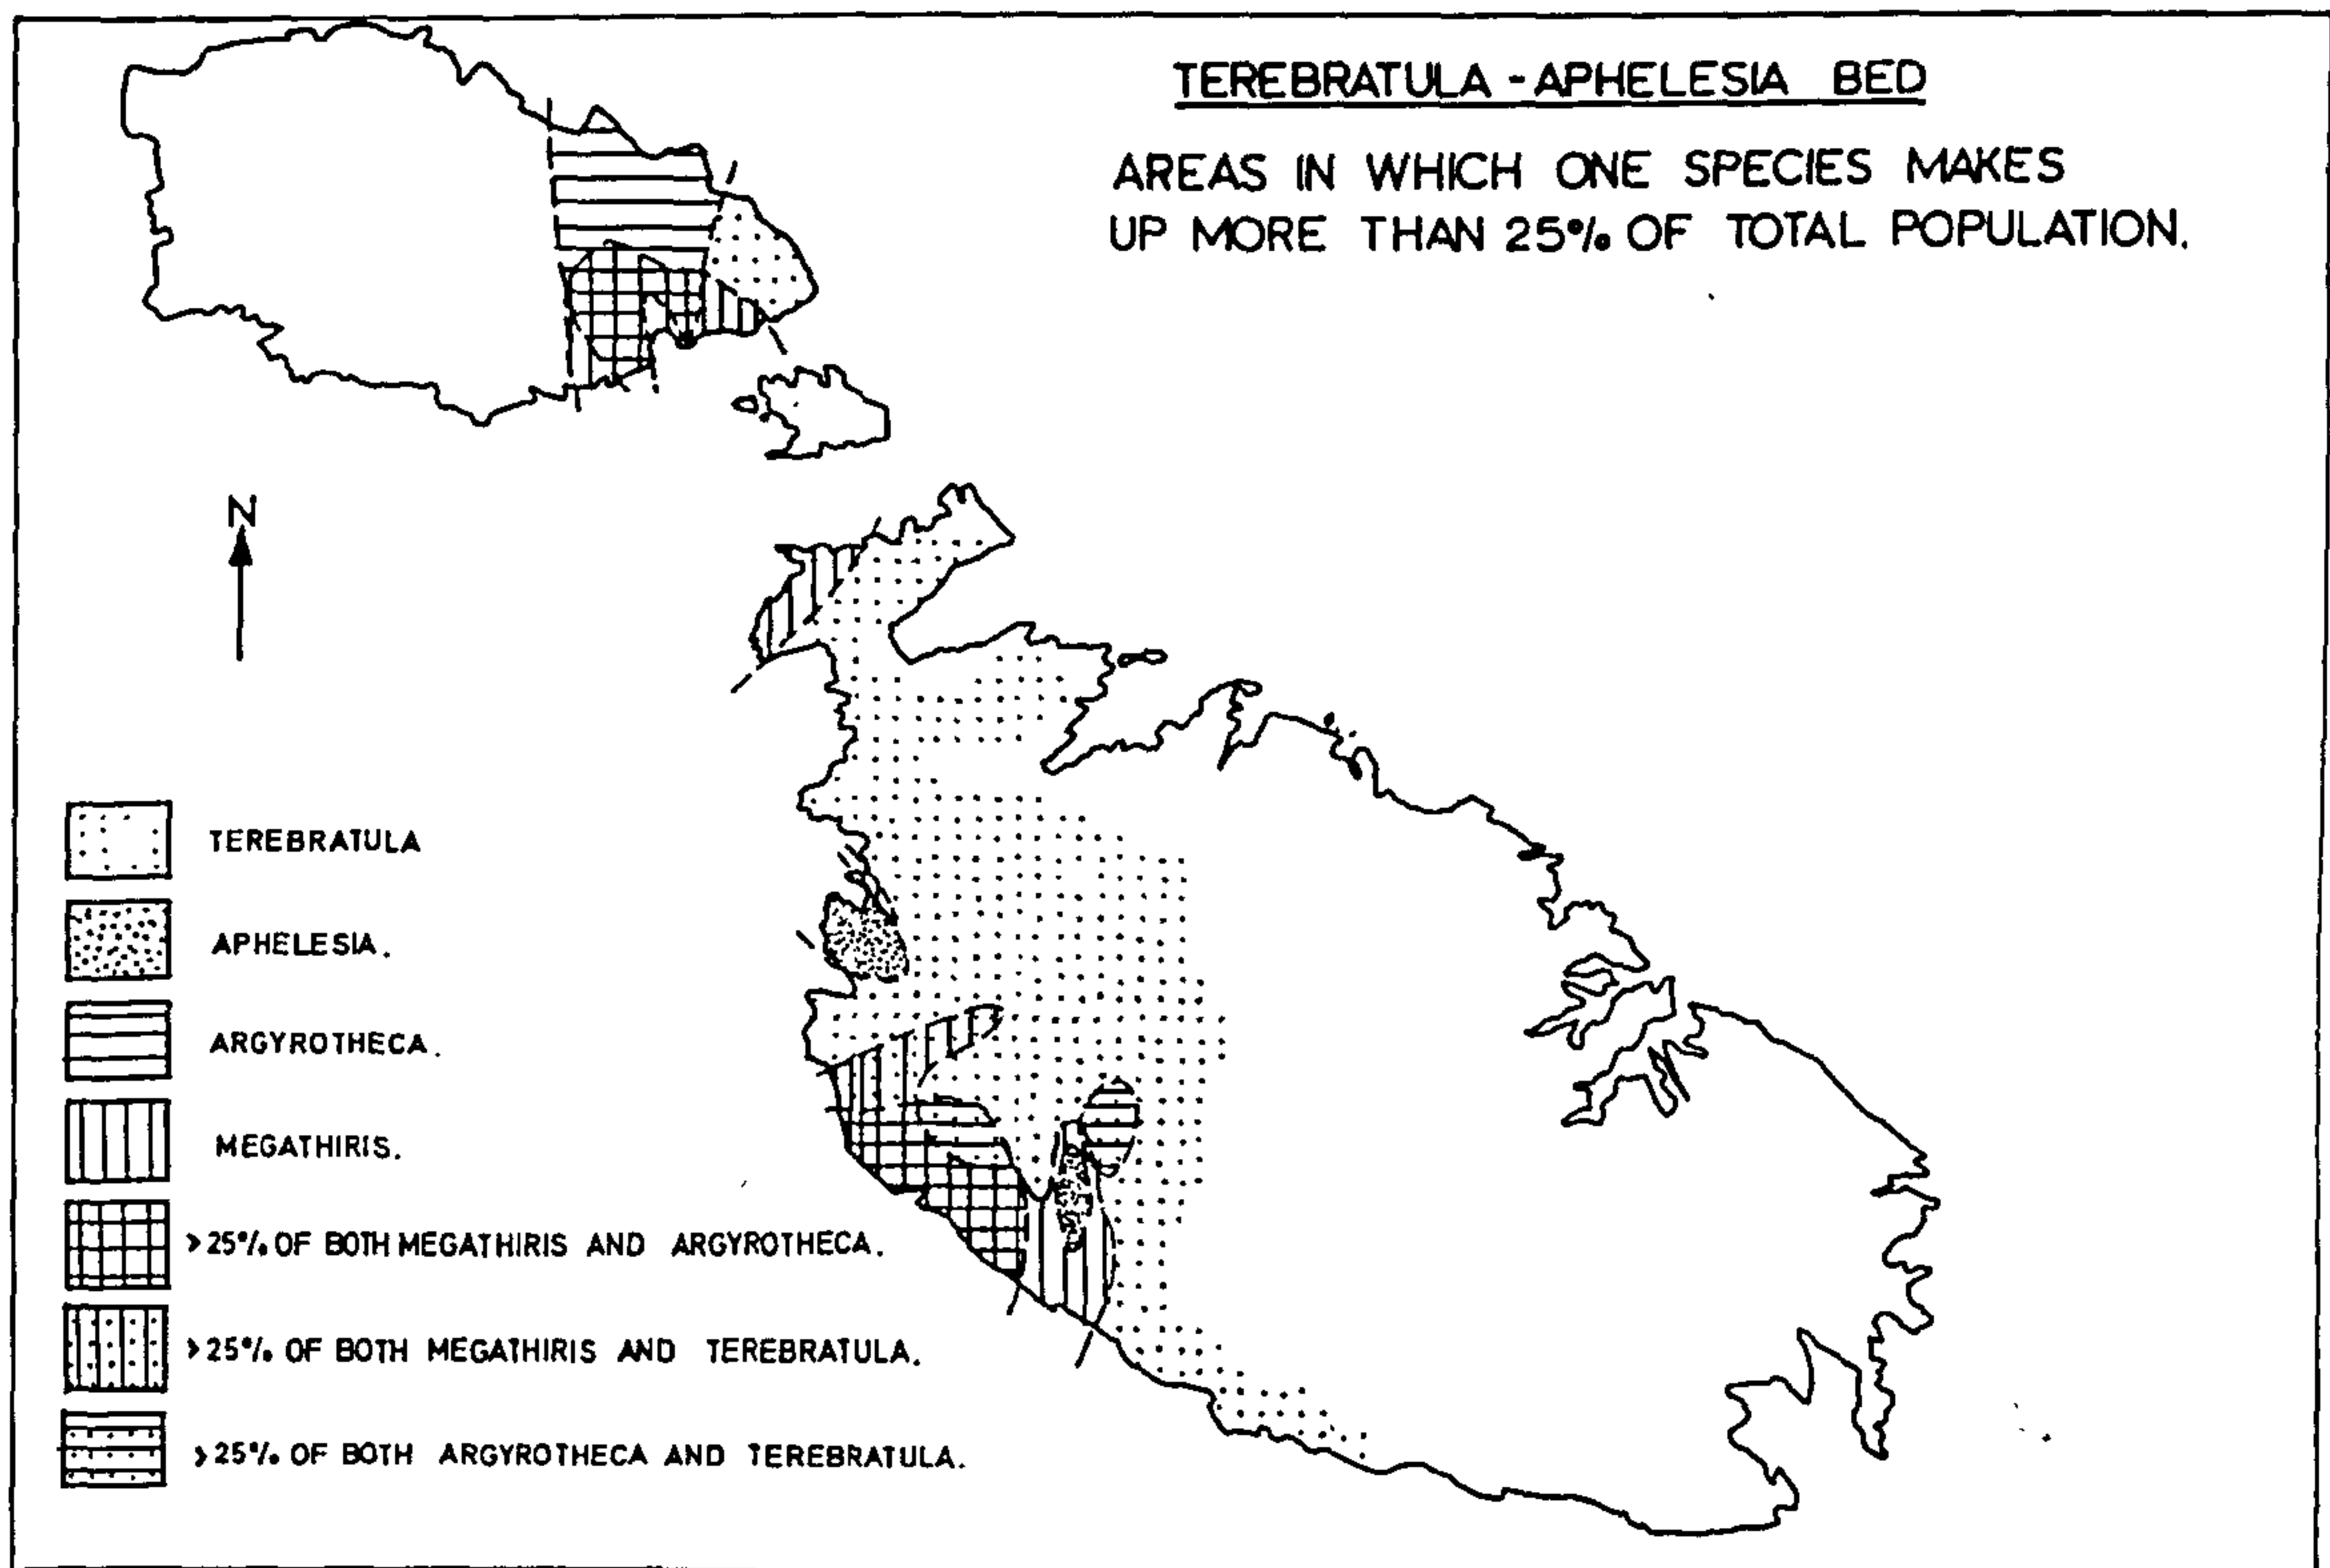 TEREBRATULA - APHELESIA BED
AREAS IN WHICH ONE SPECIES MAKES
UP MORE THAN 25% OF TOTAL POPULATION.
N
TEREBRATULA
APHELESIA.
ARGYROTHECA.
MEGATHIRIS.
>25% OF BOTH MEGATHIRIS AND ARGYROTHECA.
>25% OF BOTH MEGATHIRIS AND TEREBRATULA.
>25% OF BOTH ARGYROTHECA AND TEREBRATULA.